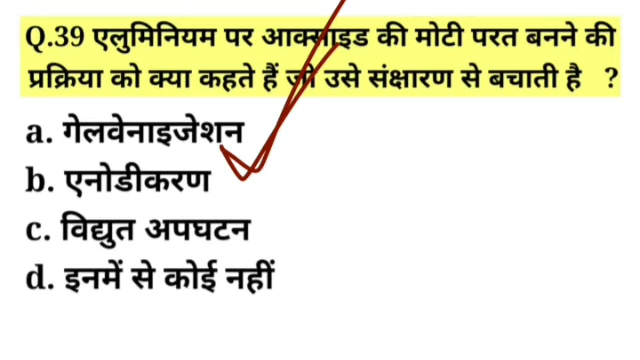 Q.39 एलुमिनियम पर आक्साइड की मोटी परत बनने की
प्रक्रिया को क्या कहते हैं जो उसे संक्षारण से बचाती है ?
a. गेलवेनाइजेशन
b. एनोडीकरण
c. विद्युत अपघटन
d. इनमें से कोई नहीं